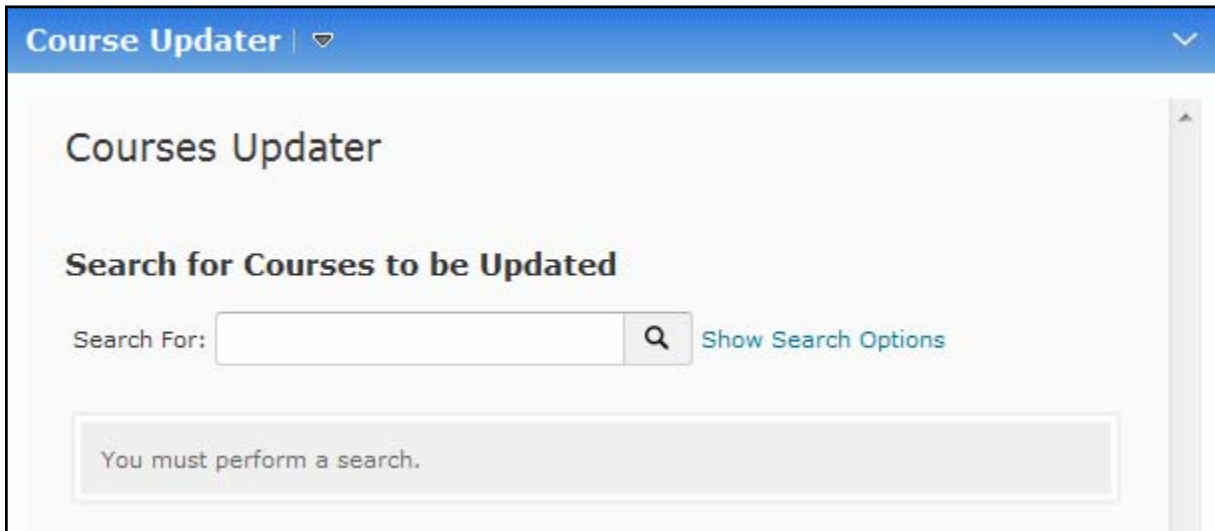 Course Updater
Courses Updater
Search for Courses to be Updated
Search For: Show Search Options
You must perform a search.